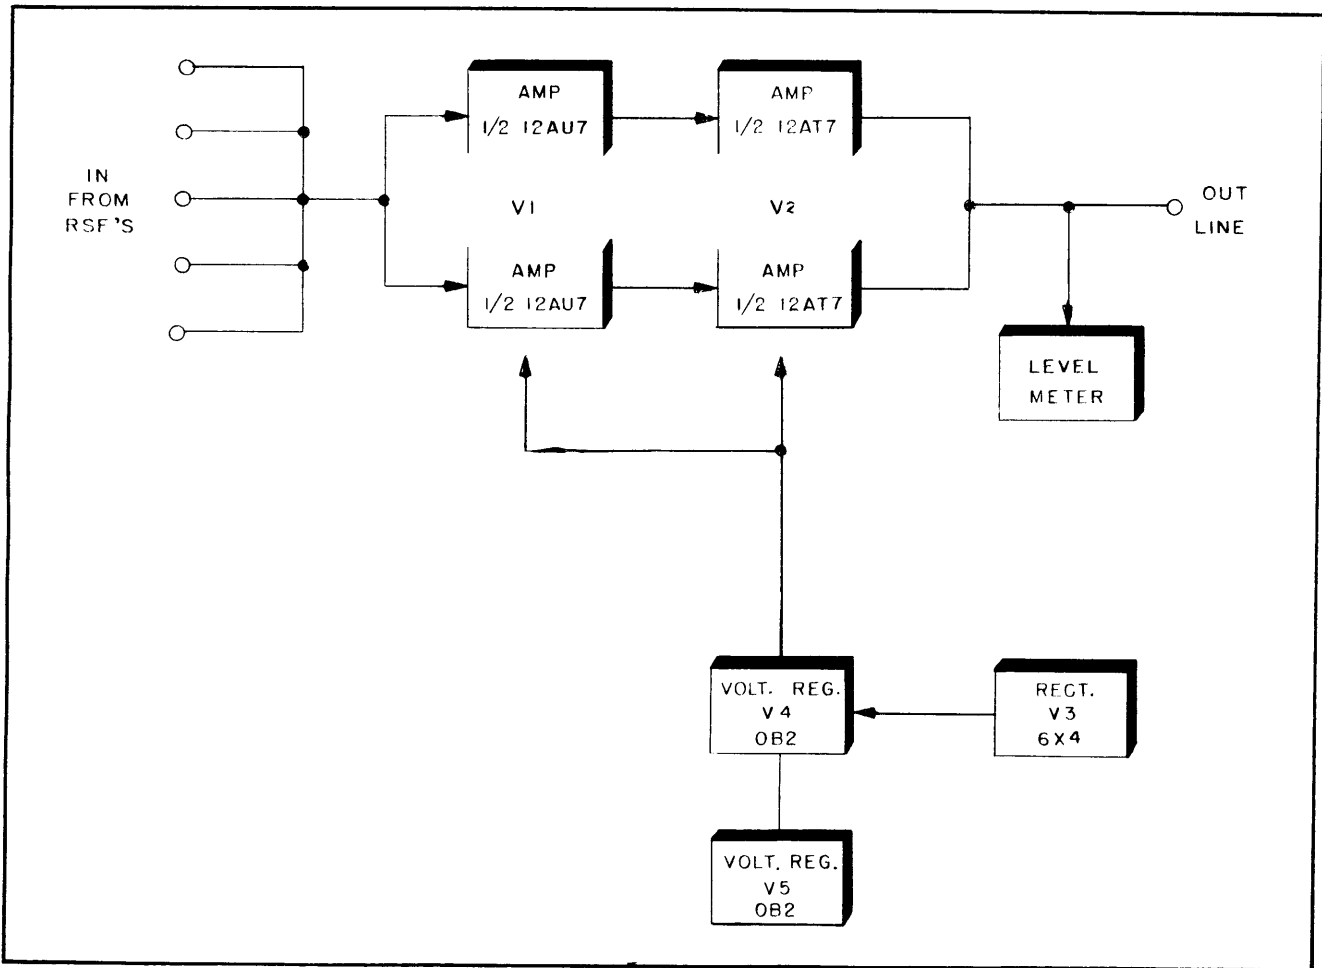 IN
FROM
RSF'S
AMP
1/2 12AU7
AMP
1/2 12AT7
V1
V2
AMP
1/2 12AU7
AMP
1/2 12AT7
OUT
LINE
LEVEL
METER
VOLT. REG.
V4
OB2
RECT.
V3
6X4
VOLT. REG.
V5
OB2